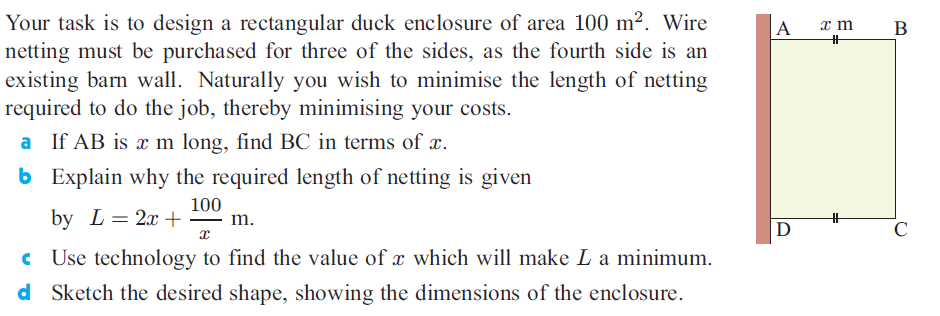 Your task is to design a rectangular duck enclosure of area 100 m². Wire
netting must be purchased for three of the sides, as the fourth side is an
existing barn wall. Naturally you wish to minimise the length of netting
required to do the job, thereby minimising your costs.
a If AB is x m long, find BC in terms of x.
b Explain why the required length of netting is given
by L = 2x + 100/x m.
c Use technology to find the value of x which will make L a minimum.
d Sketch the desired shape, showing the dimensions of the enclosure.
A x m B
D C